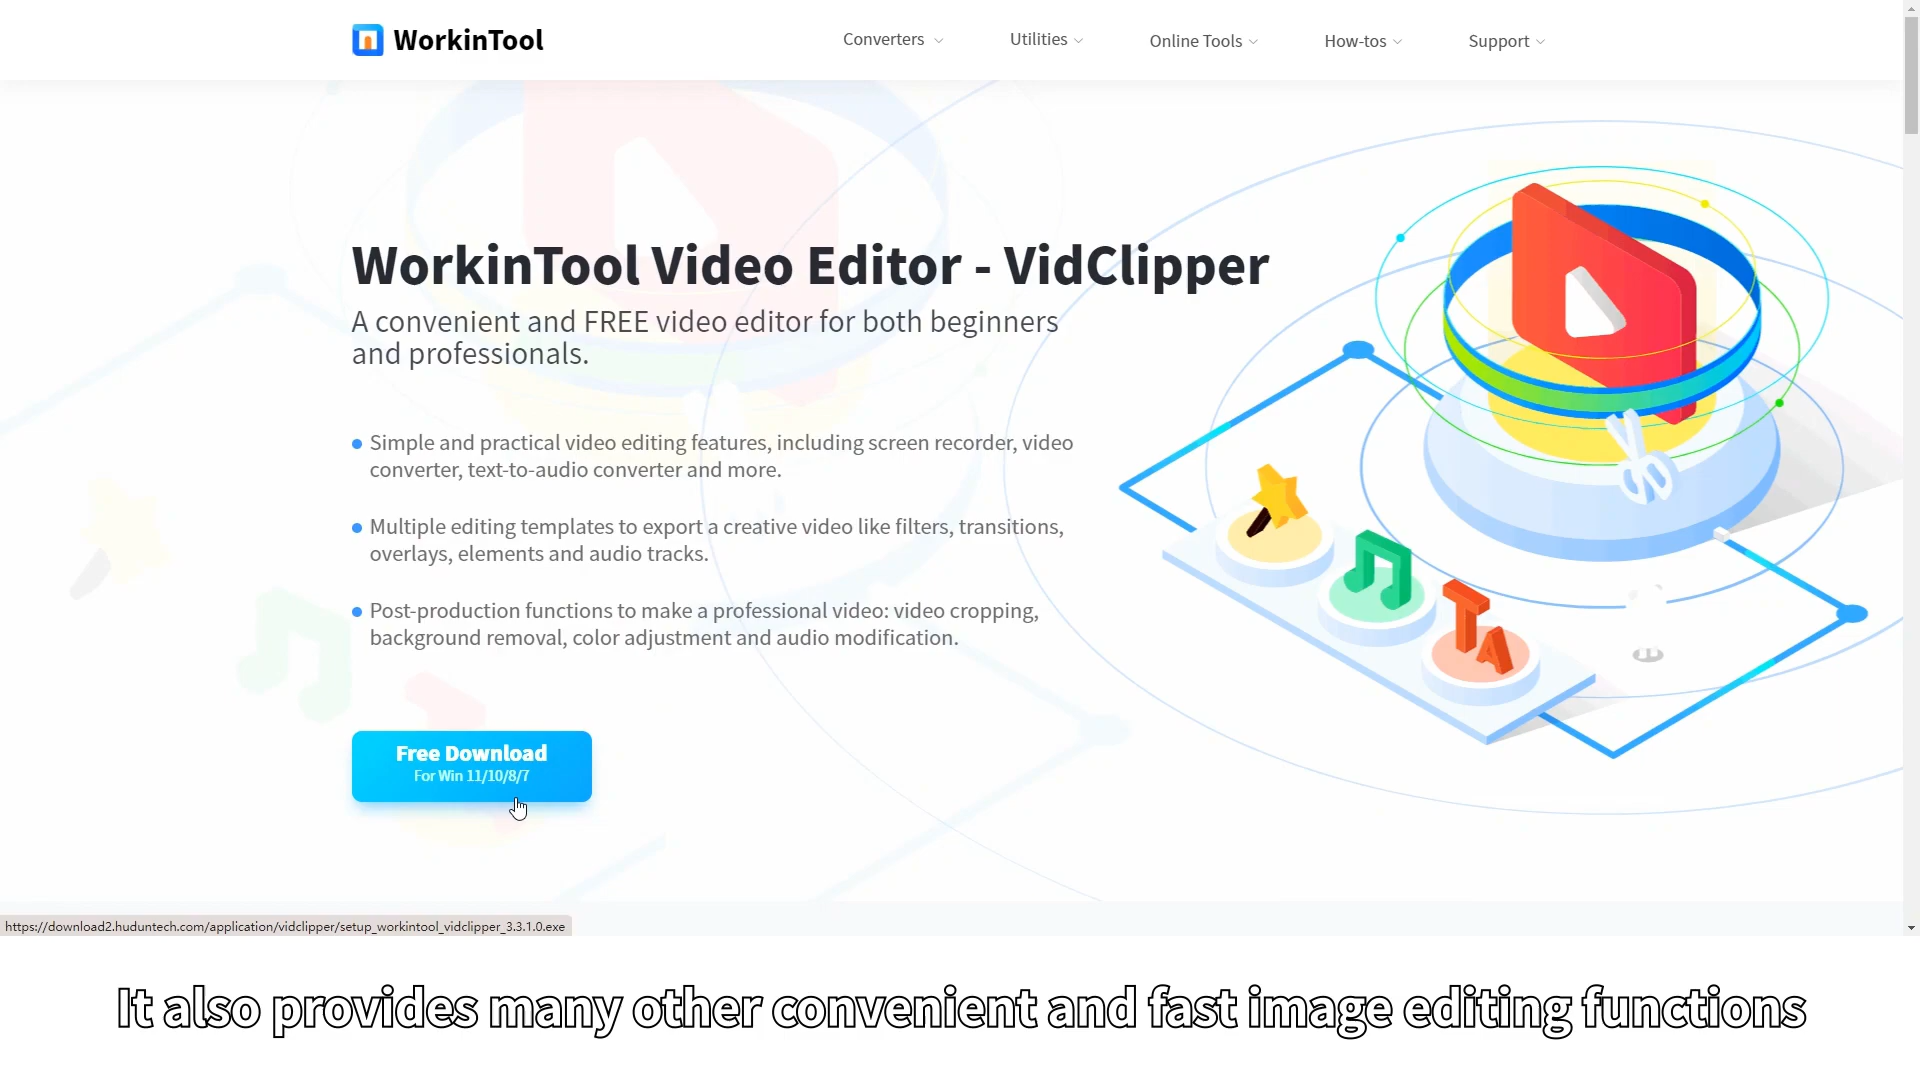 WorkinTool
Converters
Utilities
Online Tools
How-tos
Support
WorkinTool Video Editor - VidClipper
A convenient and FREE video editor for both beginners
and professionals.
Simple and practical video editing features, including screen recorder, video
converter, text-to-audio converter and more.
Multiple editing templates to export a creative video like filters, transitions,
overlays, elements and audio tracks.
Post-production functions to make a professional video: video cropping,
background removal, color adjustment and audio modification.
TA
Free Download
For Win 11/10/8/7
https://download2.huduntech.com/application/vidclipper/setup_workintool_vidclipper_3.3.1.0.exe
It also provides many other convenient and fast image editing functions